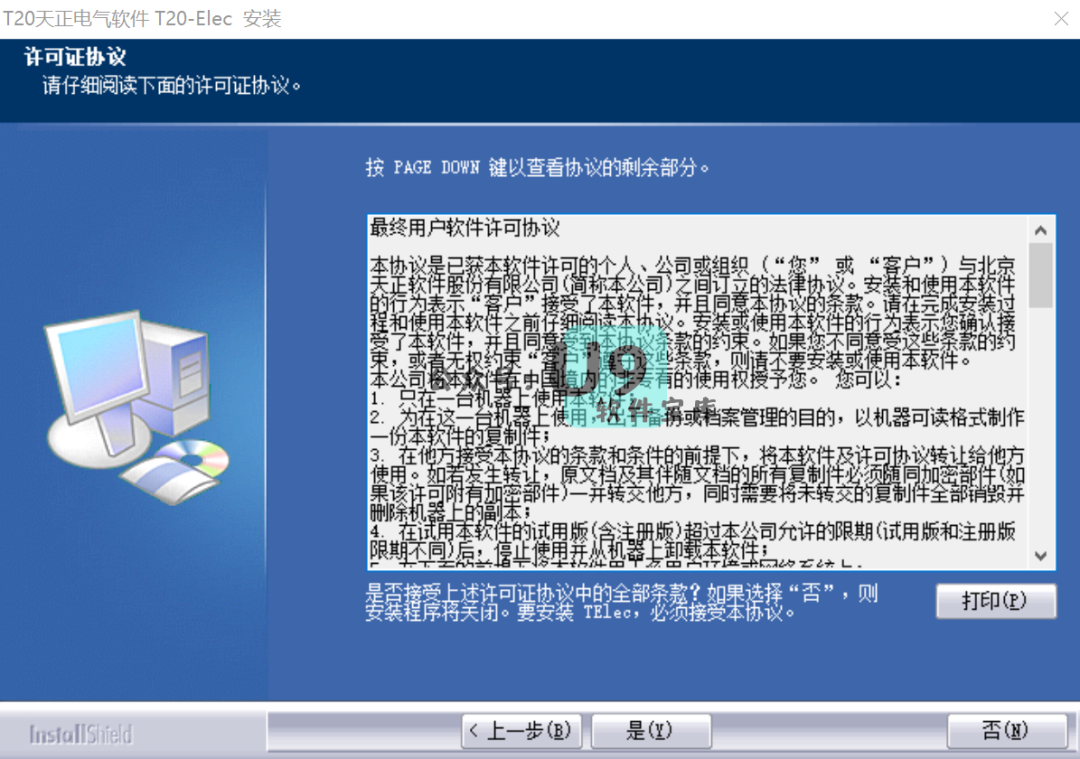 T20天正电气软件 T20-Elec 安装
许可证协议
请仔细阅读下面的许可证协议。
按 PAGE DOWN 键以查看协议的剩余部分。
最终用户软件许可协议
本协议是已获本软件许可的个人、公司或组织（“您” 或 “客户”）与北京
天正软件股份有限公司(简称本公司)之间订立的法律协议。安装和使用本软件
的行为表示“客户”接受了本软件，并且同意本协议的条款。请在完成安装过
程和使用本软件之前仔细阅读本协议。安装或使用本软件的行为表示您确认接
受了本软件，并且同意受到本协议条款的约束。如果您不同意受这些条款的约
束，或者无权约束“客户”遵守这些条款，则请不要安装或使用本软件。
本公司将本软件在中国境内的非专有的使用权授予您。 您可以：
1. 只在一台机器上使用本软
2. 为在这一台机器上使用，出于备份或档案管理的目的，以机器可读格式制作
一份本软件的复制件；
3. 在他方接受本协议的条款和条件的前提下，将本软件及许可协议转让给他方
使用。如若发生转让，原文档及其伴随文档的所有复制件必须随同加密部件(如
果该许可附有加密部件)一并转交他方，同时需要将未转交的复制件全部销毁并
删除机器上的副本；
4. 在试用本软件的试用版(含注册版)超过本公司允许的限期(试用版和注册版
限期不同)后，停止使用并从机器上卸载本软件；
U9
软件宝库
是否接受上述许可证协议中的全部条款？如果选择“否”，则
安装程序将关闭。要安装 TElec，必须接受本协议。
打印(P)
InstallShield
< 上一步(B)
是(Y)
否(N)